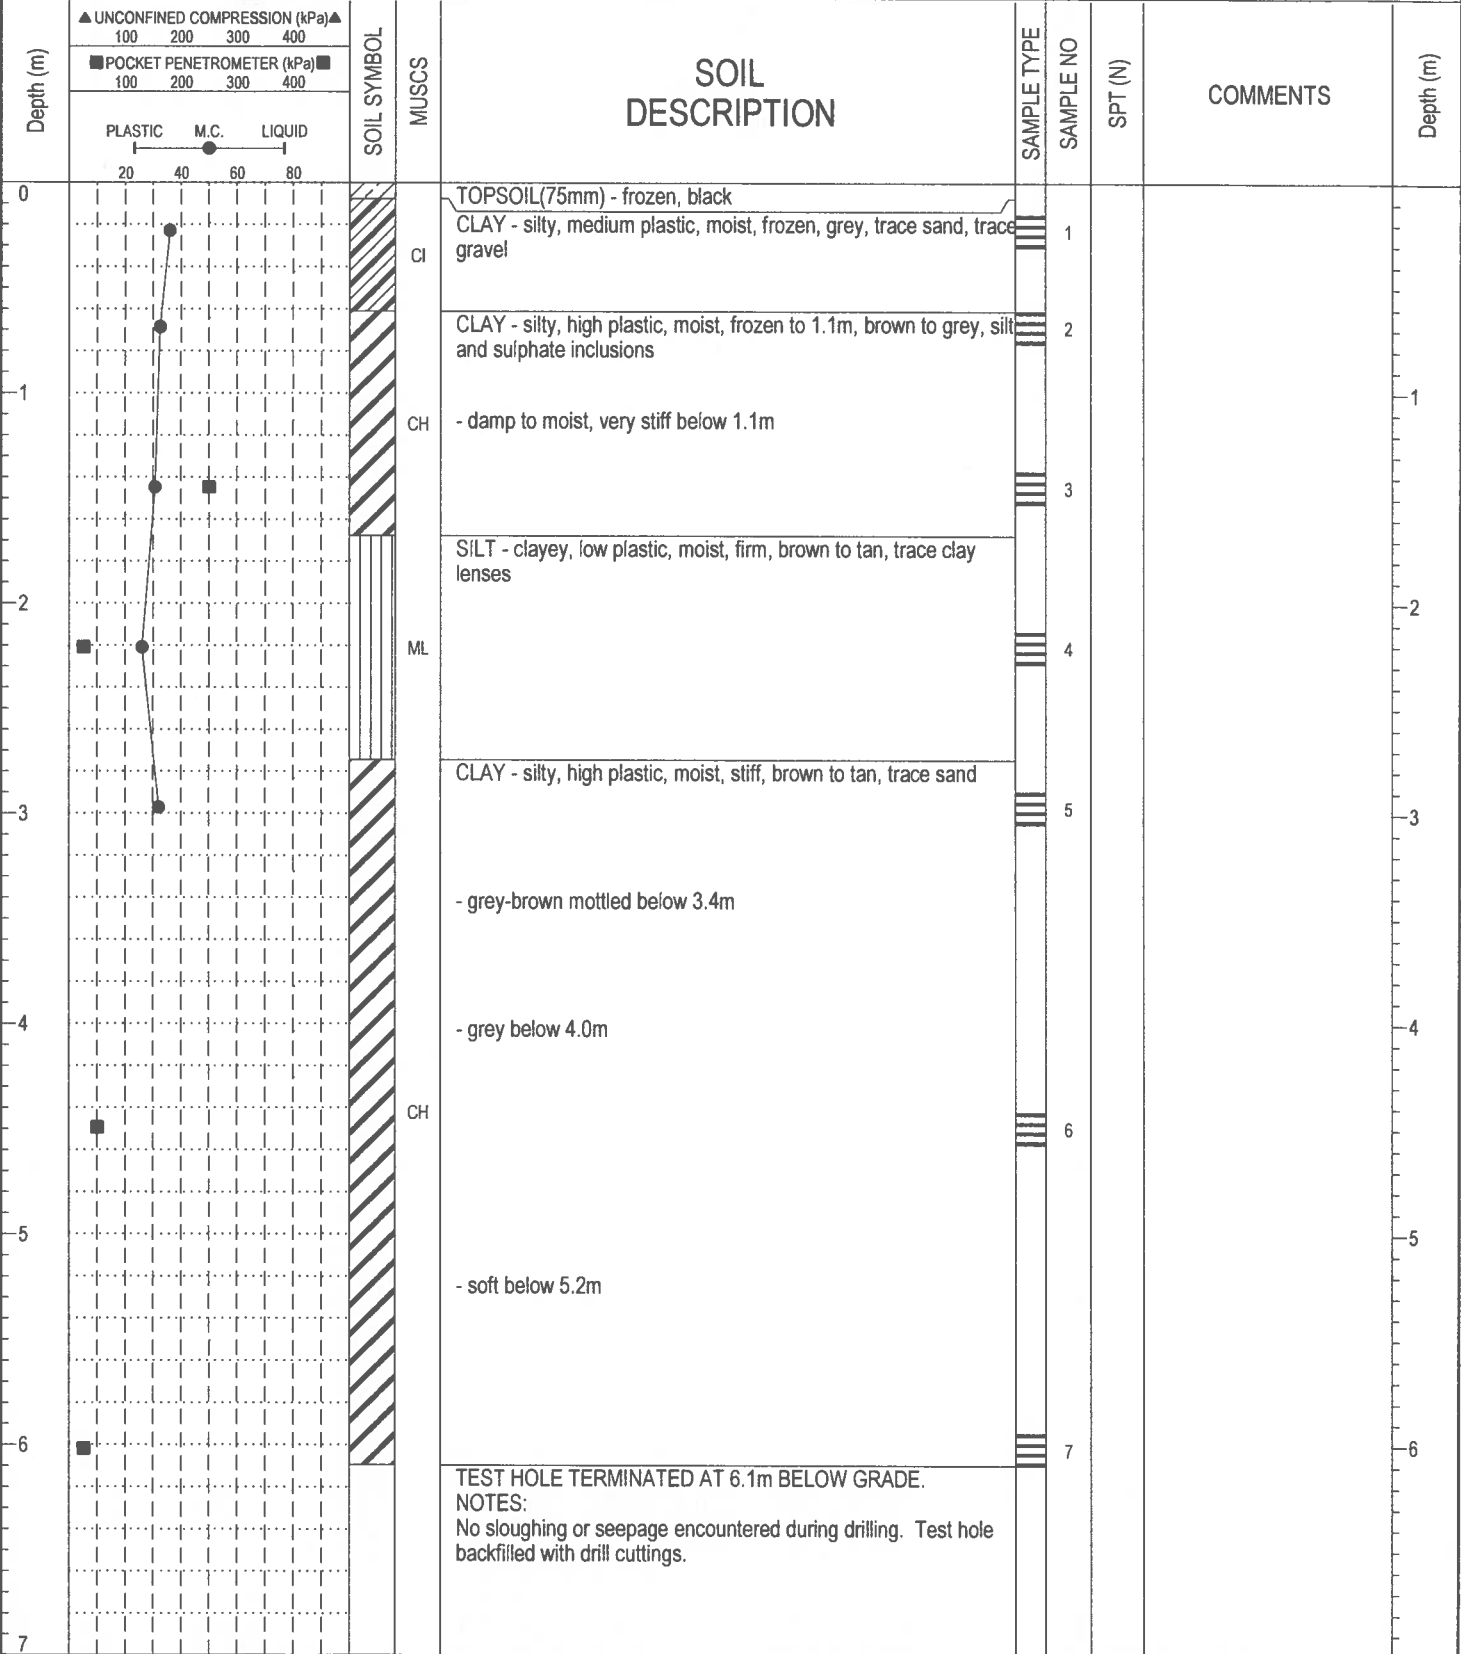 ▲ UNCONFINED COMPRESSION (kPa) ▲
100 200 300 400
■ POCKET PENETROMETER (kPa) ■
100 200 300 400
PLASTIC M.C. LIQUID
20 40 60 80
Depth (m)
SOIL SYMBOL
MUSCS
SOIL
DESCRIPTION
SAMPLE TYPE
SAMPLE NO
SPT (N)
COMMENTS
Depth (m)
0
TOPSOIL(75mm) - frozen, black
CLAY - silty, medium plastic, moist, frozen, grey, trace sand, trace
gravel
CI
1
CLAY - silty, high plastic, moist, frozen to 1.1m, brown to grey, silt
and sulphate inclusions
2
1
1
CH
- damp to moist, very stiff below 1.1m
3
SILT - clayey, low plastic, moist, firm, brown to tan, trace clay
lenses
2
2
ML
4
CLAY - silty, high plastic, moist, stiff, brown to tan, trace sand
5
3
3
- grey-brown mottled below 3.4m
4
4
- grey below 4.0m
CH
6
5
5
- soft below 5.2m
6
6
7
TEST HOLE TERMINATED AT 6.1m BELOW GRADE.
NOTES:
No sloughing or seepage encountered during drilling. Test hole
backfilled with drill cuttings.
7